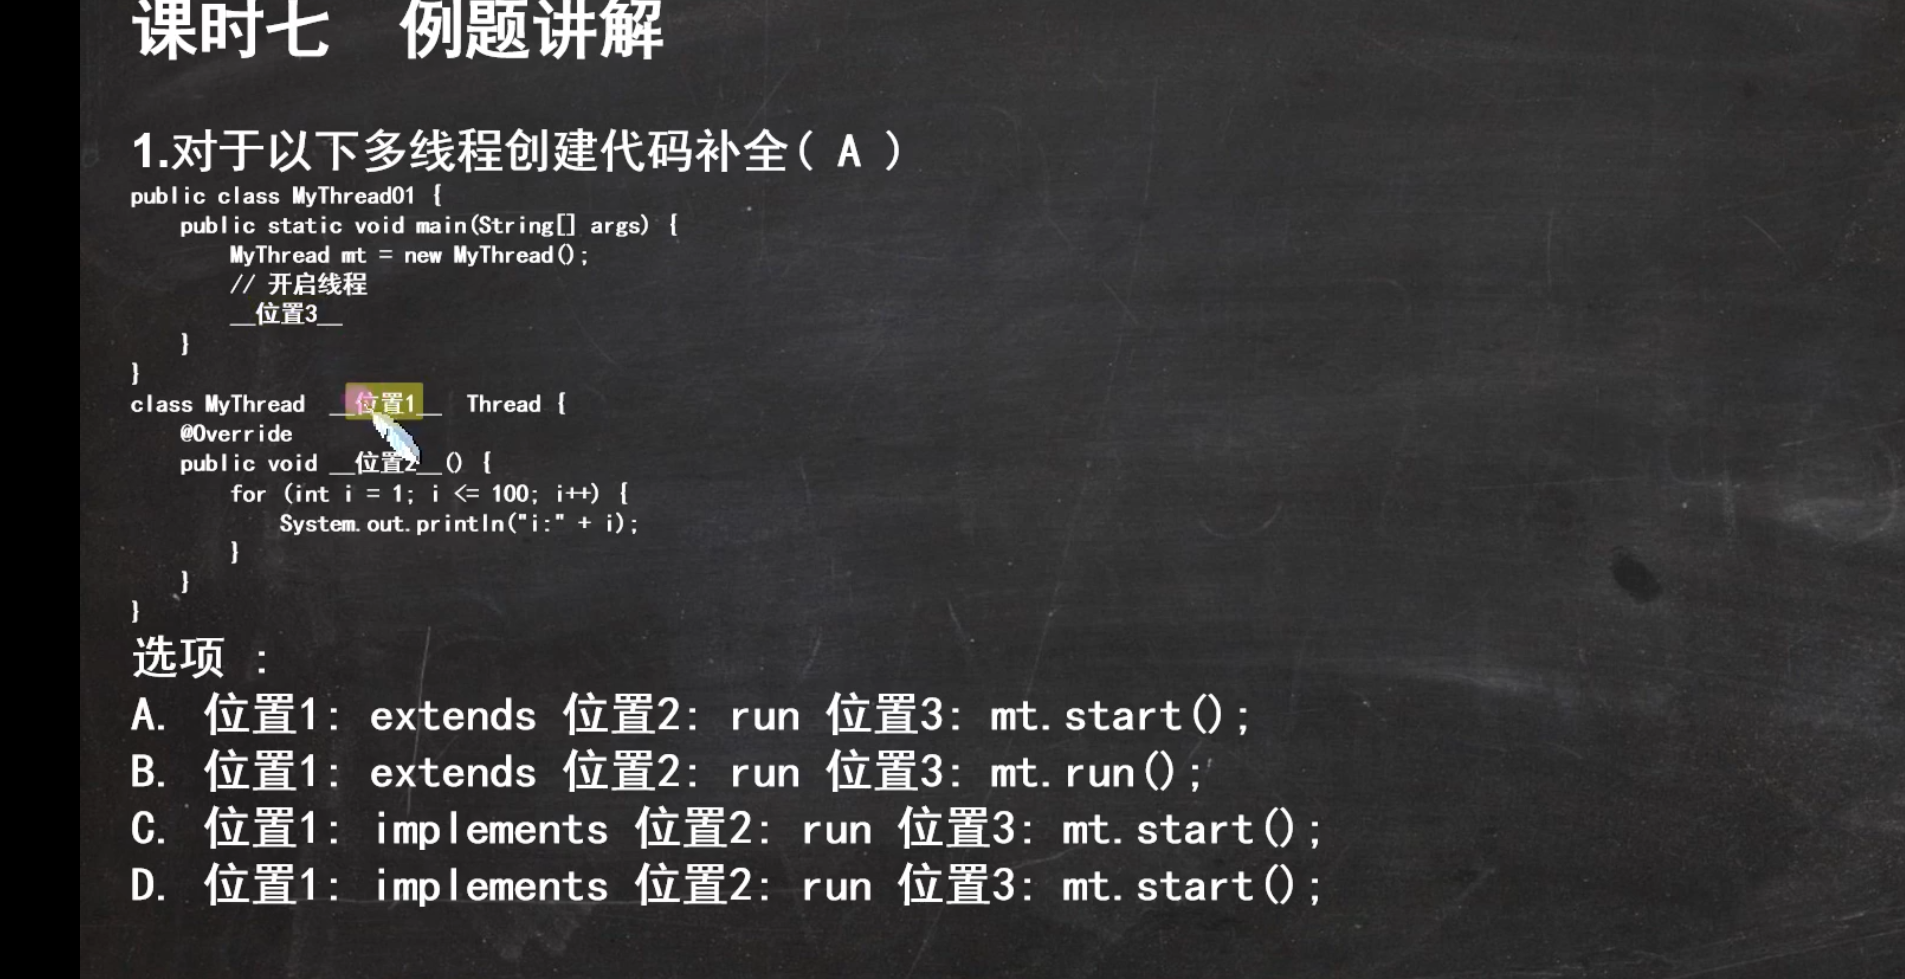 课时七 例题讲解
1.对于以下多线程创建代码补全( A )
public class MyThread01 {
    public static void main(String[] args) {
        MyThread mt = new MyThread();
        // 开启线程
        __位置3__
    }
}
class MyThread __位置1__ Thread {
    @Override
    public void __位置2__() {
        for (int i = 1; i <= 100; i++) {
            System.out.println("i:" + i);
        }
    }
}
选项 :
A. 位置1: extends 位置2: run 位置3: mt.start();
B. 位置1: extends 位置2: run 位置3: mt.run();
C. 位置1: implements 位置2: run 位置3: mt.start();
D. 位置1: implements 位置2: run 位置3: mt.start();